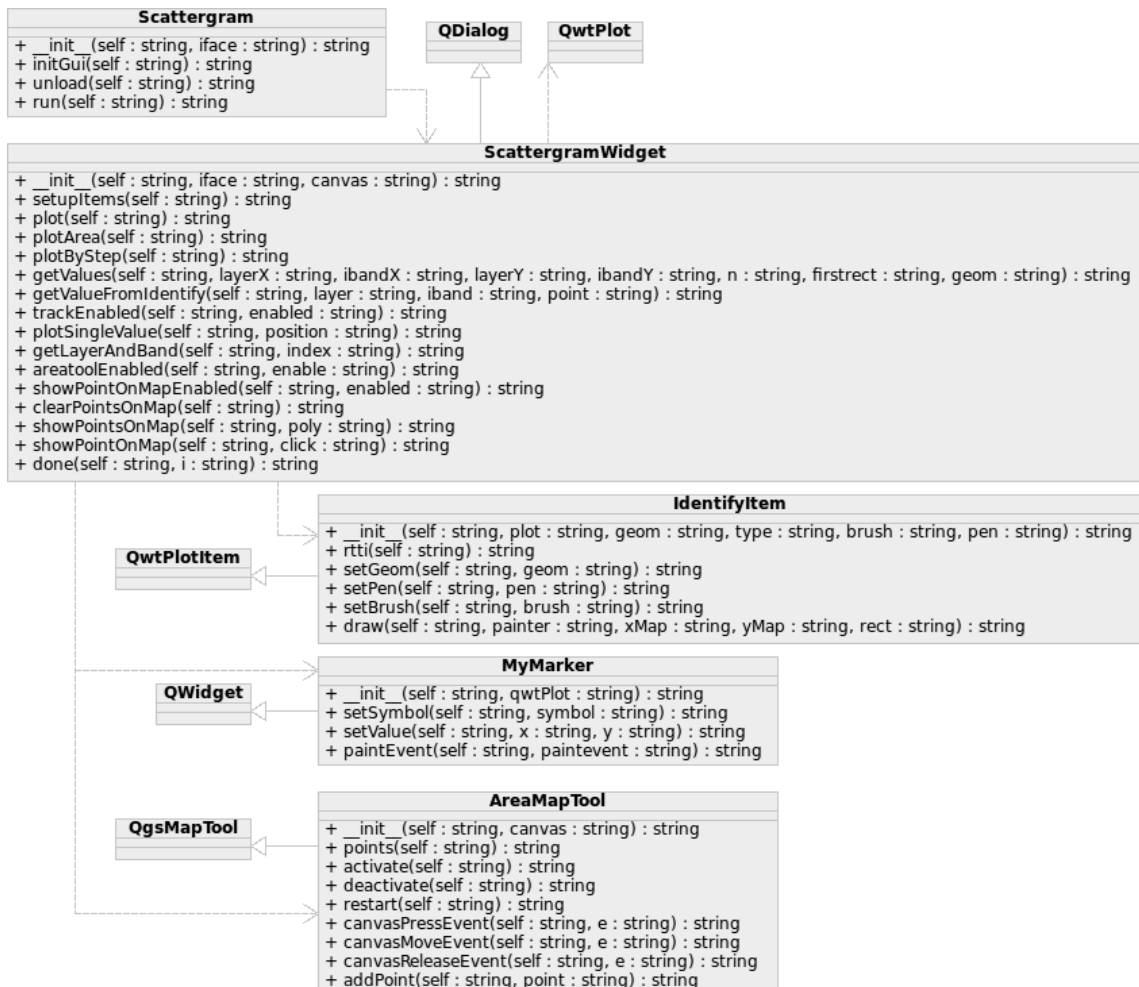 Scattergram
+ __init__(self : string, iface : string) : string
+ initGui(self : string) : string
+ unload(self : string) : string
+ run(self : string) : string
QDialog
QwtPlot
ScattergramWidget
+ __init__(self : string, iface : string, canvas : string) : string
+ setupItems(self : string) : string
+ plot(self : string) : string
+ plotArea(self : string) : string
+ plotByStep(self : string) : string
+ getValues(self : string, layerX : string, ibandX : string, layerY : string, ibandY : string, n : string, firstrect : string, geom : string) : string
+ getValueFromIdentify(self : string, layer : string, iband : string, point : string) : string
+ trackEnabled(self : string, enabled : string) : string
+ plotSingleValue(self : string, position : string) : string
+ getLayerAndBand(self : string, index : string) : string
+ areatoolEnabled(self : string, enable : string) : string
+ showPointOnMapEnabled(self : string, enabled : string) : string
+ clearPointsOnMap(self : string) : string
+ showPointsOnMap(self : string, poly : string) : string
+ showPointOnMap(self : string, click : string) : string
+ done(self : string, i : string) : string
IdentifyItem
+ __init__(self : string, plot : string, geom : string, type : string, brush : string, pen : string) : string
+ rtti(self : string) : string
+ setGeom(self : string, geom : string) : string
+ setPen(self : string, pen : string) : string
+ setBrush(self : string, brush : string) : string
+ draw(self : string, painter : string, xMap : string, yMap : string, rect : string) : string
QwtPlotItem
MyMarker
+ __init__(self : string, qwtPlot : string) : string
+ setSymbol(self : string, symbol : string) : string
+ setValue(self : string, x : string, y : string) : string
+ paintEvent(self : string, paintevent : string) : string
QWidget
AreaMapTool
+ __init__(self : string, canvas : string) : string
+ points(self : string) : string
+ activate(self : string) : string
+ deactivate(self : string) : string
+ restart(self : string) : string
+ canvasPressEvent(self : string, e : string) : string
+ canvasMoveEvent(self : string, e : string) : string
+ canvasReleaseEvent(self : string, e : string) : string
+ addPoint(self : string, point : string) : string
QgsMapTool